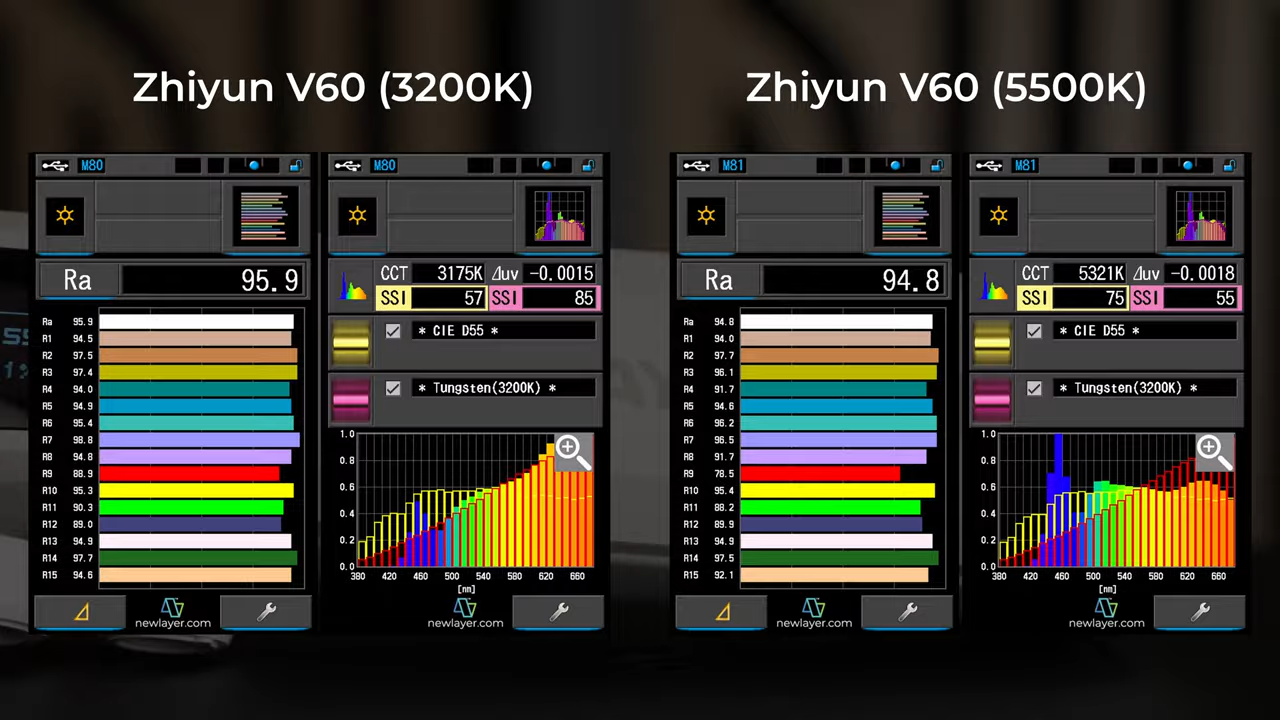 Zhiyun V60 (3200K)
M80
Ra 95.9
Ra 95.9
R1 94.5
R2 97.5
R3 97.4
R4 94.0
R5 94.9
R6 95.4
R7 98.8
R8 94.8
R9 88.9
R10 95.3
R11 90.3
R12 89.0
R13 94.9
R14 97.7
R15 94.6
newlayer.com
M80
CCT 3175K ⊿uv -0.0015
SSI 57 SSI 85
* CIE D55 *
* Tungsten(3200K) *
1.0
0.8
0.6
0.4
0.2
0.0
380 420 460 500 540 580 620 660
[nm]
newlayer.com
Zhiyun V60 (5500K)
M81
Ra 94.8
Ra 94.8
R1 94.0
R2 97.7
R3 96.1
R4 91.7
R5 94.6
R6 96.2
R7 96.5
R8 91.7
R9 78.5
R10 95.4
R11 88.2
R12 89.9
R13 94.9
R14 97.5
R15 92.1
newlayer.com
M81
CCT 5321K ⊿uv -0.0018
SSI 75 SSI 55
* CIE D55 *
* Tungsten(3200K) *
1.0
0.8
0.6
0.4
0.2
0.0
380 420 460 500 540 580 620 660
[nm]
newlayer.com